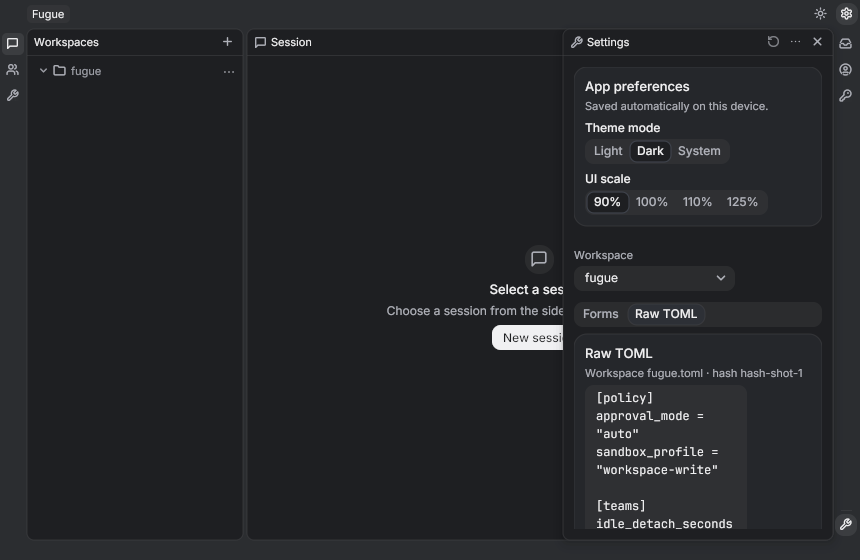 Fugue
Workspaces
fugue
Session
Select a ses
Choose a session from the side
New sessi
Settings
App preferences
Saved automatically on this device.
Theme mode
Light Dark System
UI scale
90% 100% 110% 125%
Workspace
fugue
Forms Raw TOML
Raw TOML
Workspace fugue.toml · hash hash-shot-1
[policy]
approval_mode =
"auto"
sandbox_profile =
"workspace-write"
[teams]
idle_detach_seconds